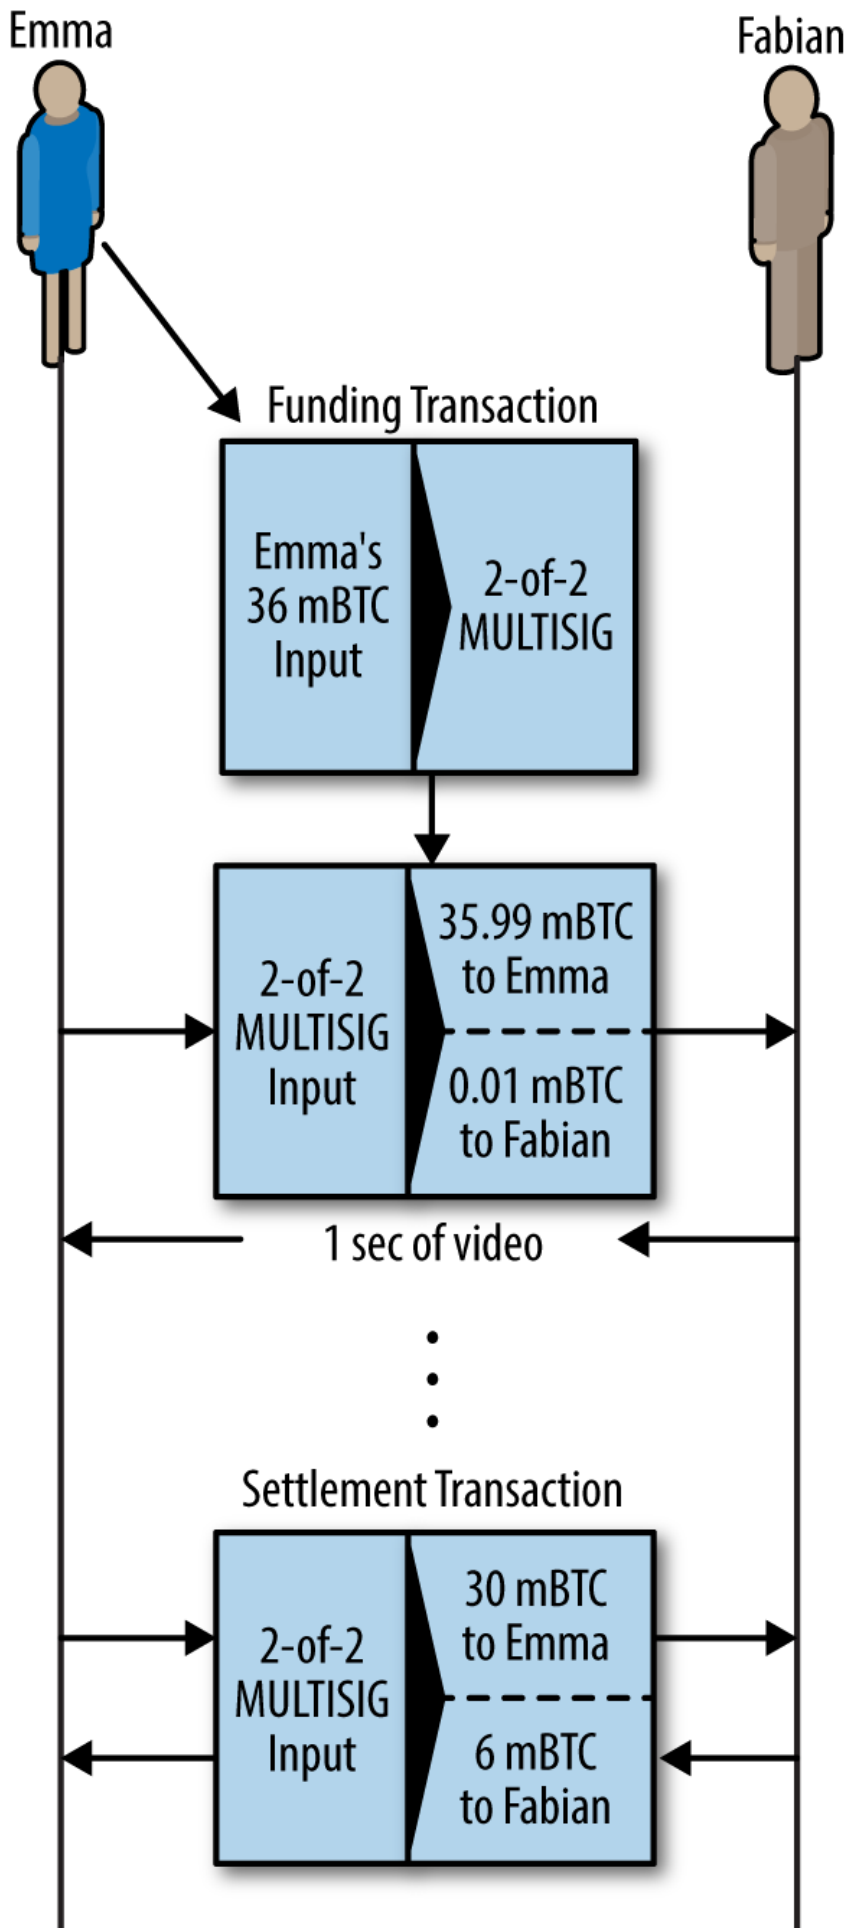 Emma
Fabian
Funding Transaction
Emma's
36 mBTC
Input
2-of-2
MULTISIG
2-of-2
MULTISIG
Input
35.99 mBTC
to Emma
0.01 mBTC
to Fabian
1 sec of video
Settlement Transaction
2-of-2
MULTISIG
Input
30 mBTC
to Emma
6 mBTC
to Fabian